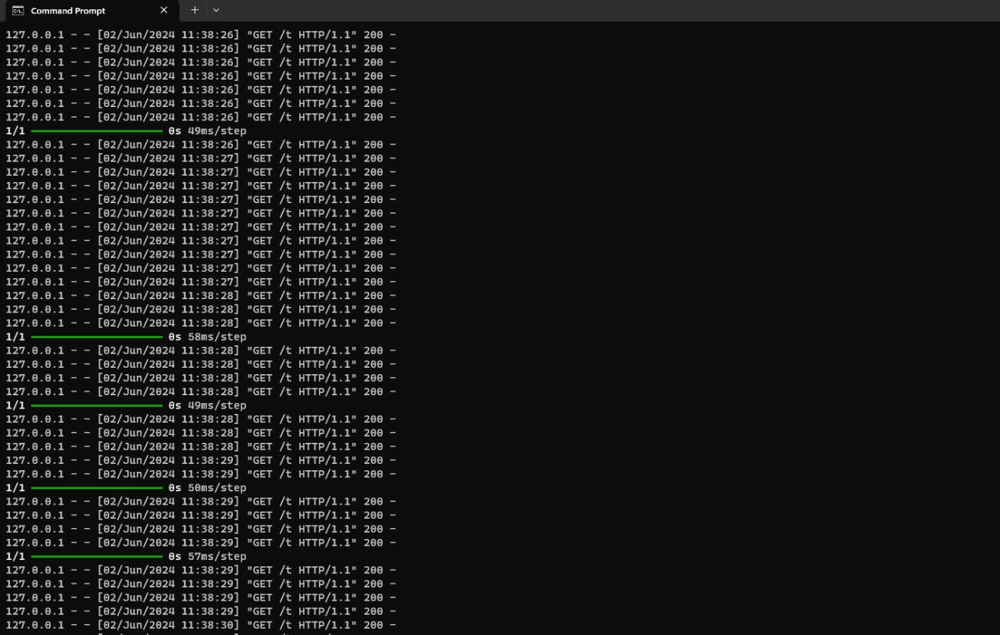 Command Prompt
127.0.0.1 - - [02/Jun/2024 11:38:26] "GET /t HTTP/1.1" 200 -
127.0.0.1 - - [02/Jun/2024 11:38:26] "GET /t HTTP/1.1" 200 -
127.0.0.1 - - [02/Jun/2024 11:38:26] "GET /t HTTP/1.1" 200 -
127.0.0.1 - - [02/Jun/2024 11:38:26] "GET /t HTTP/1.1" 200 -
127.0.0.1 - - [02/Jun/2024 11:38:26] "GET /t HTTP/1.1" 200 -
127.0.0.1 - - [02/Jun/2024 11:38:26] "GET /t HTTP/1.1" 200 -
127.0.0.1 - - [02/Jun/2024 11:38:26] "GET /t HTTP/1.1" 200 -
1/1 0s 49ms/step
127.0.0.1 - - [02/Jun/2024 11:38:26] "GET /t HTTP/1.1" 200 -
127.0.0.1 - - [02/Jun/2024 11:38:27] "GET /t HTTP/1.1" 200 -
127.0.0.1 - - [02/Jun/2024 11:38:27] "GET /t HTTP/1.1" 200 -
127.0.0.1 - - [02/Jun/2024 11:38:27] "GET /t HTTP/1.1" 200 -
127.0.0.1 - - [02/Jun/2024 11:38:27] "GET /t HTTP/1.1" 200 -
127.0.0.1 - - [02/Jun/2024 11:38:27] "GET /t HTTP/1.1" 200 -
127.0.0.1 - - [02/Jun/2024 11:38:27] "GET /t HTTP/1.1" 200 -
127.0.0.1 - - [02/Jun/2024 11:38:27] "GET /t HTTP/1.1" 200 -
127.0.0.1 - - [02/Jun/2024 11:38:27] "GET /t HTTP/1.1" 200 -
127.0.0.1 - - [02/Jun/2024 11:38:27] "GET /t HTTP/1.1" 200 -
127.0.0.1 - - [02/Jun/2024 11:38:27] "GET /t HTTP/1.1" 200 -
127.0.0.1 - - [02/Jun/2024 11:38:28] "GET /t HTTP/1.1" 200 -
127.0.0.1 - - [02/Jun/2024 11:38:28] "GET /t HTTP/1.1" 200 -
127.0.0.1 - - [02/Jun/2024 11:38:28] "GET /t HTTP/1.1" 200 -
1/1 0s 58ms/step
127.0.0.1 - - [02/Jun/2024 11:38:28] "GET /t HTTP/1.1" 200 -
127.0.0.1 - - [02/Jun/2024 11:38:28] "GET /t HTTP/1.1" 200 -
127.0.0.1 - - [02/Jun/2024 11:38:28] "GET /t HTTP/1.1" 200 -
127.0.0.1 - - [02/Jun/2024 11:38:28] "GET /t HTTP/1.1" 200 -
1/1 0s 49ms/step
127.0.0.1 - - [02/Jun/2024 11:38:28] "GET /t HTTP/1.1" 200 -
127.0.0.1 - - [02/Jun/2024 11:38:28] "GET /t HTTP/1.1" 200 -
127.0.0.1 - - [02/Jun/2024 11:38:28] "GET /t HTTP/1.1" 200 -
127.0.0.1 - - [02/Jun/2024 11:38:29] "GET /t HTTP/1.1" 200 -
127.0.0.1 - - [02/Jun/2024 11:38:29] "GET /t HTTP/1.1" 200 -
1/1 0s 50ms/step
127.0.0.1 - - [02/Jun/2024 11:38:29] "GET /t HTTP/1.1" 200 -
127.0.0.1 - - [02/Jun/2024 11:38:29] "GET /t HTTP/1.1" 200 -
127.0.0.1 - - [02/Jun/2024 11:38:29] "GET /t HTTP/1.1" 200 -
127.0.0.1 - - [02/Jun/2024 11:38:29] "GET /t HTTP/1.1" 200 -
1/1 0s 57ms/step
127.0.0.1 - - [02/Jun/2024 11:38:29] "GET /t HTTP/1.1" 200 -
127.0.0.1 - - [02/Jun/2024 11:38:29] "GET /t HTTP/1.1" 200 -
127.0.0.1 - - [02/Jun/2024 11:38:29] "GET /t HTTP/1.1" 200 -
127.0.0.1 - - [02/Jun/2024 11:38:29] "GET /t HTTP/1.1" 200 -
127.0.0.1 - - [02/Jun/2024 11:38:30] "GET /t HTTP/1.1" 200 -